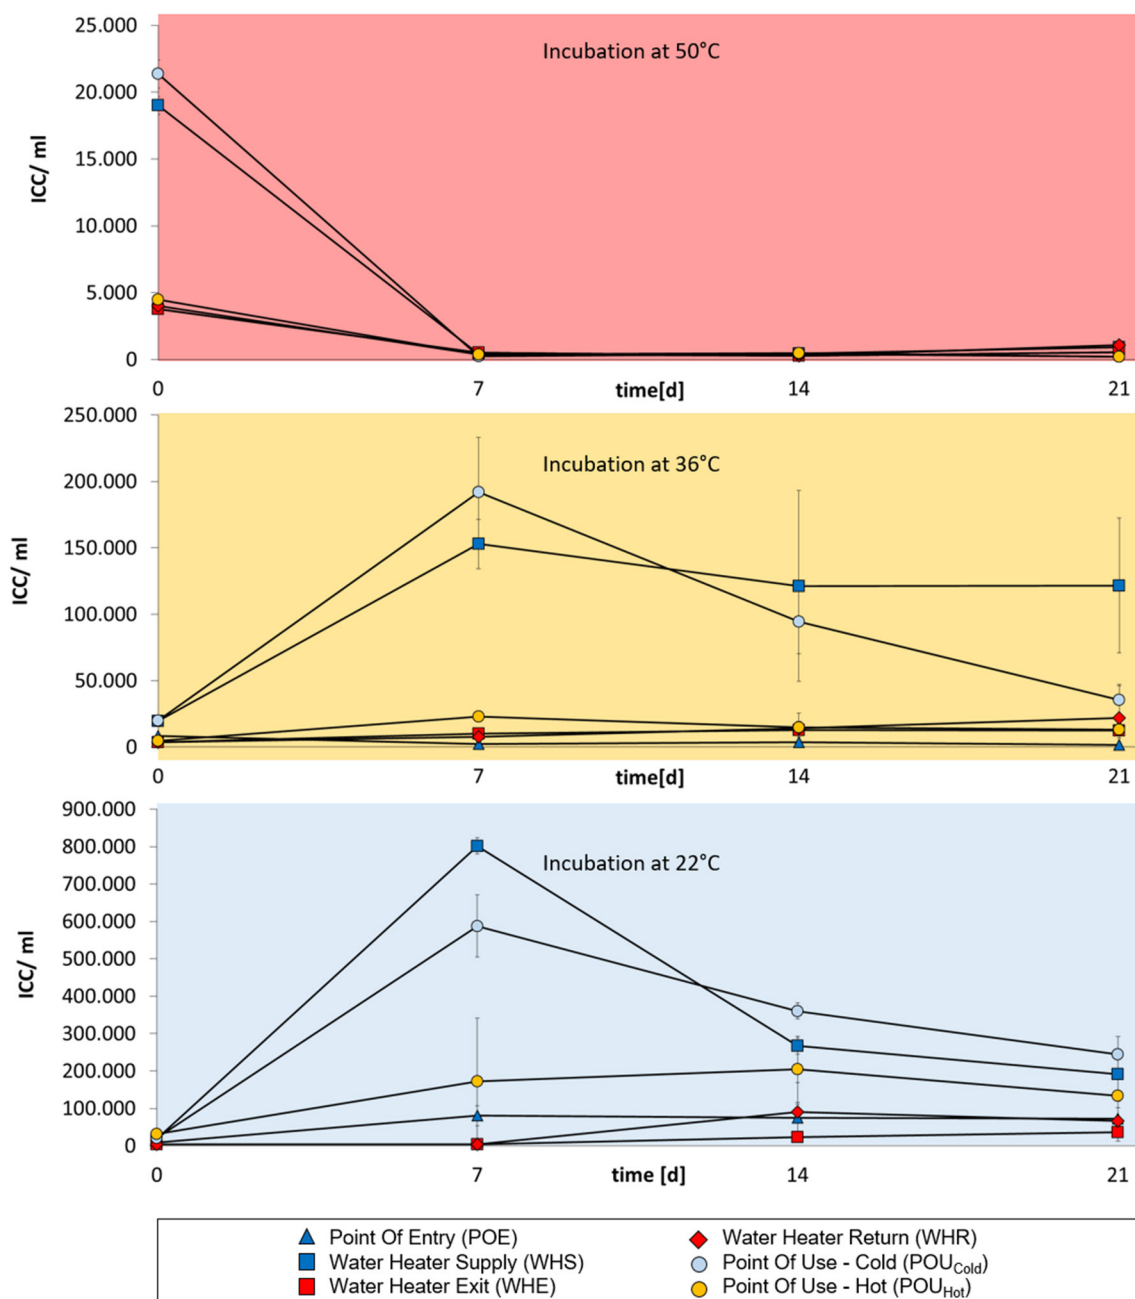 25.000
Incubation at 50°C
20.000
15.000
ICC/ ml
10.000
5.000
0
0 7 time[d] 14 21
250.000
Incubation at 36°C
200.000
150.000
ICC/ ml
100.000
50.000
0
0 7 time[d] 14 21
900.000
800.000
Incubation at 22°C
700.000
600.000
500.000
ICC/ ml
400.000
300.000
200.000
100.000
0
0 7 time [d] 14 21
Point Of Entry (POE) Water Heater Return (WHR)
Water Heater Supply (WHS) Point Of Use - Cold (POUCold)
Water Heater Exit (WHE) Point Of Use - Hot (POUHot)